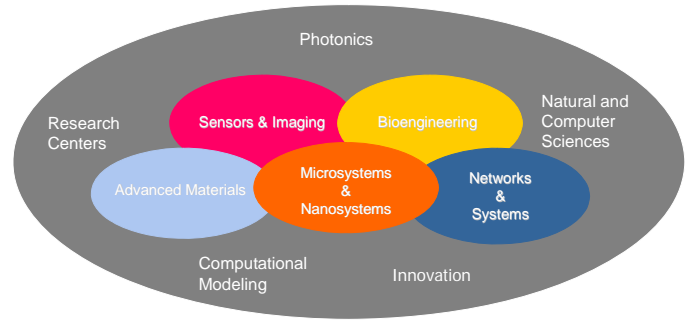 Photonics
Sensors & Imaging
Bioengineering
Natural and
Computer
Sciences
Research
Centers
Advanced Materials
Microsystems
&
Nanosystems
Networks
&
Systems
Computational
Modeling
Innovation